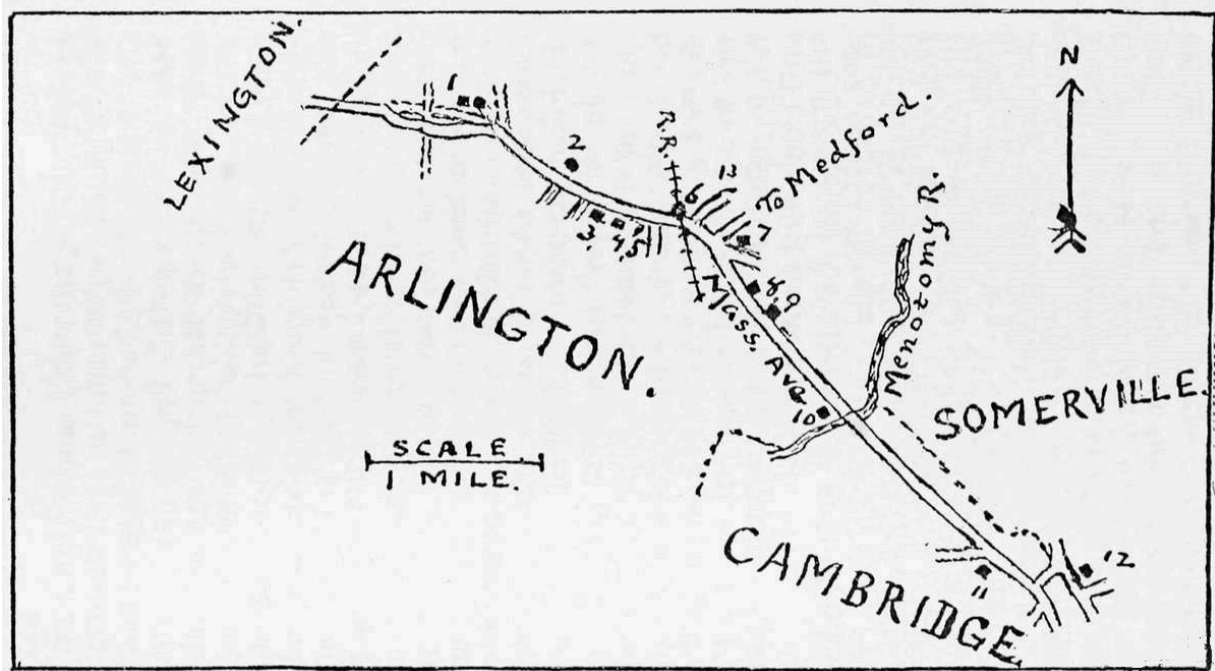 LEXINGTON.
1
2
N
R.R.
6
13
To Medford.
7
3.
4.
5
ARLINGTON.
8.
9
Mass. Ave
Menotomy R.
10
SOMERVILLE.
SCALE
1 MILE.
CAMBRIDGE
11
12